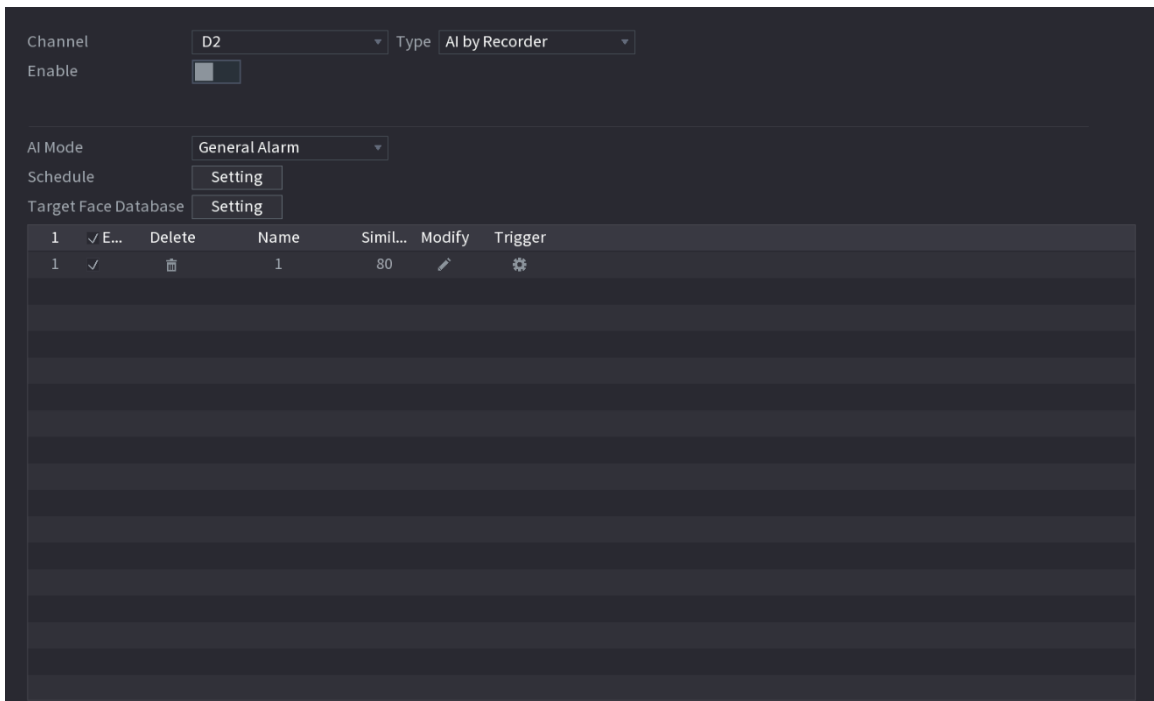 Channel D2 Type AI by Recorder
Enable
AI Mode General Alarm
Schedule Setting
Target Face Database Setting
1 E... Delete Name Simil... Modify Trigger
1 1 80